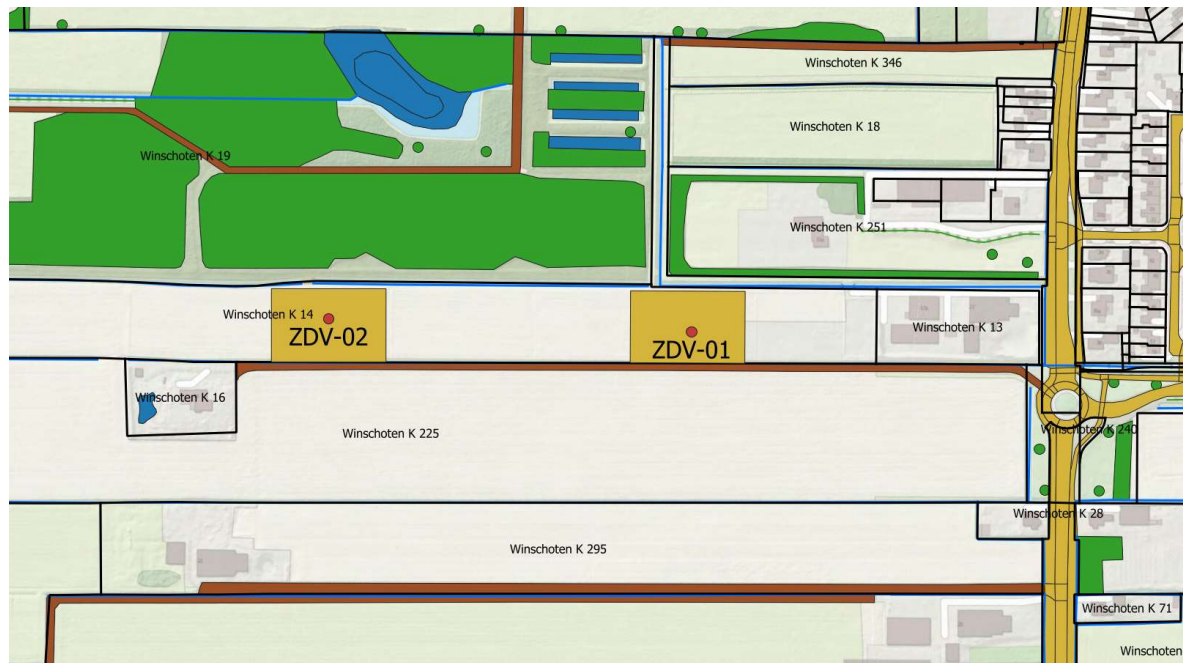 Winschoten K 346
Winschoten K 18
Winschoten K 19
Winschoten K 251
Winschoten K 14
Winschoten K 13
ZDV-02
ZDV-01
Winschoten K 16
Winschoten K 225
Winschoten K 240
Winschoten K 28
Winschoten K 295
Winschoten K 71
Winschoten